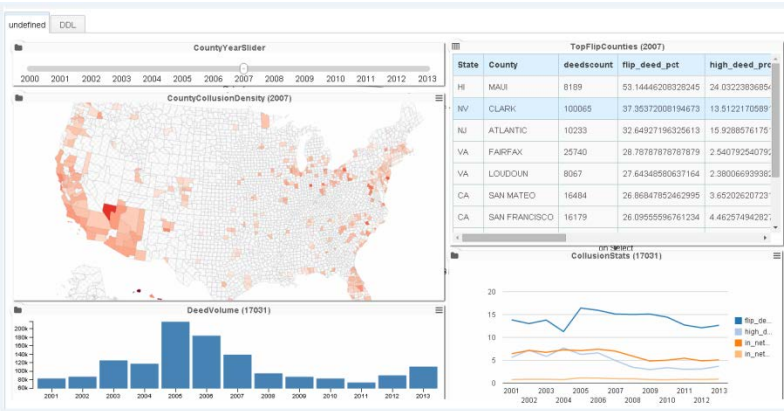 undefined DDL
CountyYearSlider
2000 2001 2002 2003 2004 2005 2006 2007 2008 2009 2010 2011 2012 2013
CountyCollusionDensity (2007)
DeedVolume (17031)
200k
180k
160k
140k
120k
100k
80k
60k
2001 2002 2003 2004 2005 2006 2007 2008 2009 2010 2011 2012 2013
TopFlipCounties (2007)
State County deedscount flip_deed_pct high_deed_prc
HI MAUI 8189 53.14446208328245 24.0322383685
NV CLARK 100065 37.35372008194673 13.512217058
NJ ATLANTIC 10233 32.64927196325613 15.9288576175
VA FAIRFAX 25740 28.78787878787879 2.540792540792
VA LOUDOUN 8067 27.64348580637164 2.38006693938
CA SAN MATEO 16484 26.86847852462995 3.65202620723
CA SAN FRANCISCO 16179 26.09555596761234 4.462574942827
on Select
CollusionStats (17031)
20
15
10
5
0
2001 2003 2005 2007 2009 2011 2013
2002 2004 2006 2008 2010 2012
flip_de...
high_d...
in_net...
in_net...